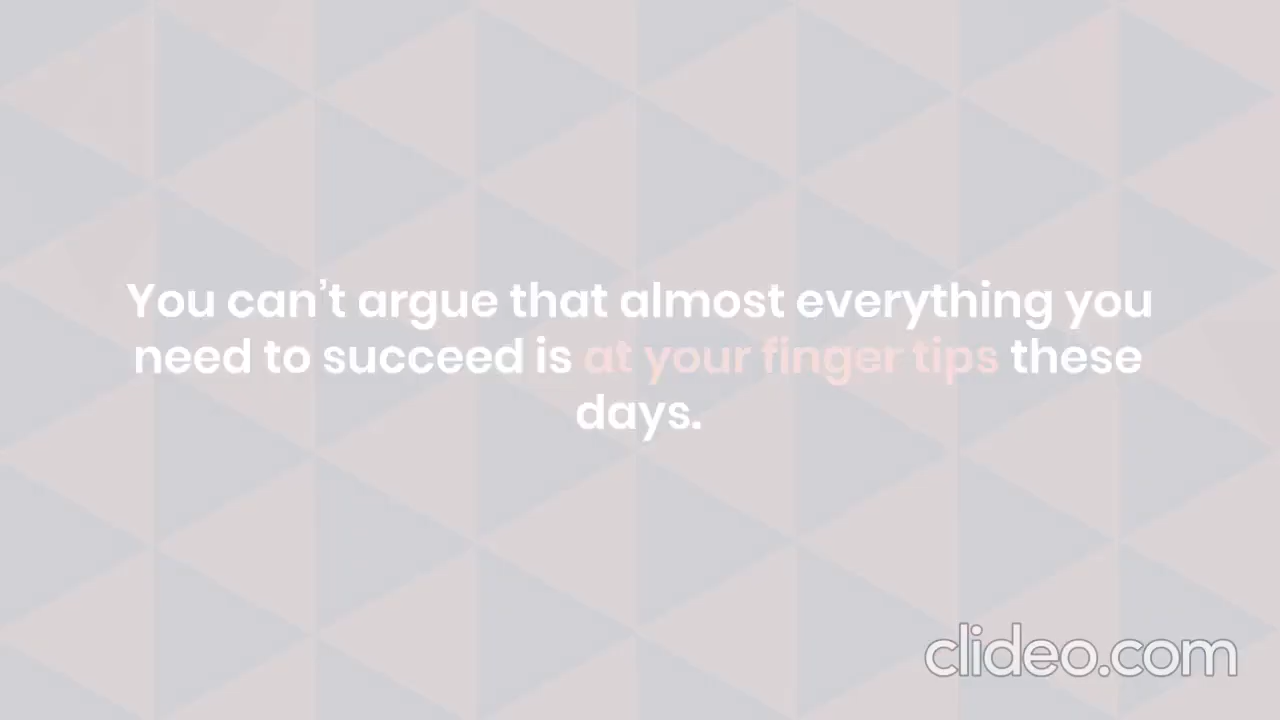 You can’t argue that almost everything you
need to succeed is at your finger tips these
days.
clideo.com